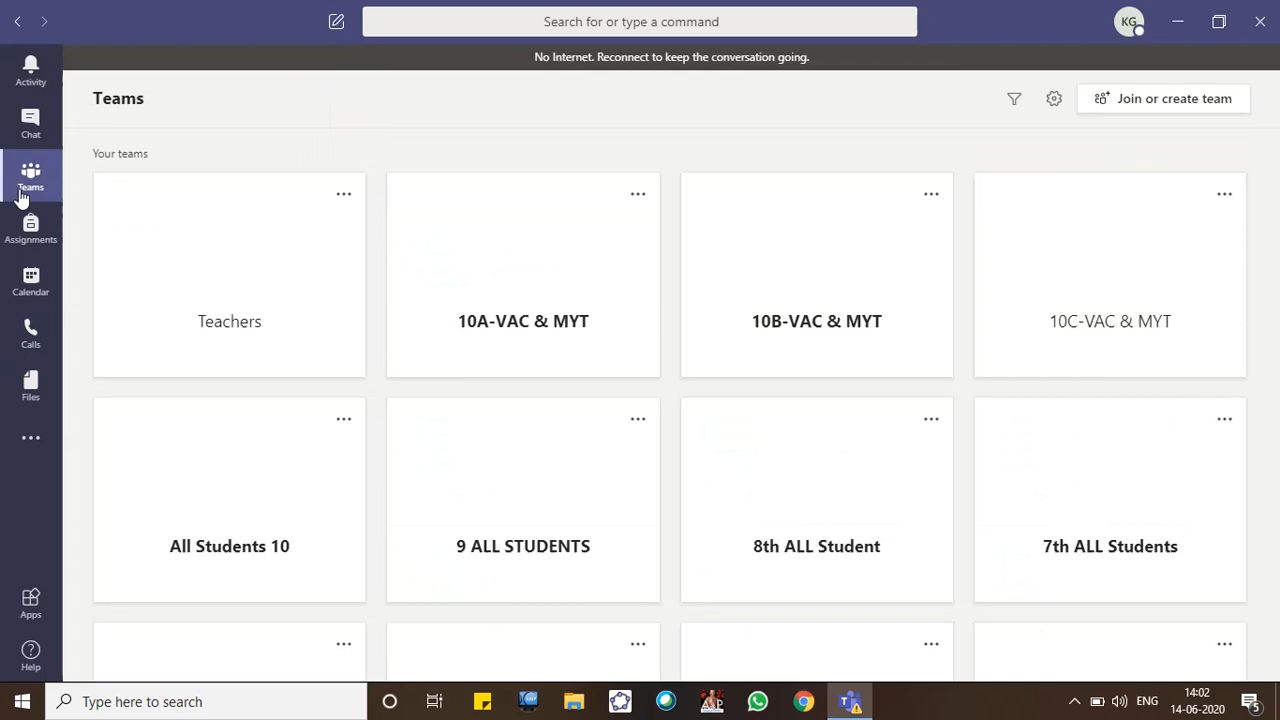 Search for or type a command
KG
No Internet. Reconnect to keep the conversation going.
Activity
Chat
Teams
Assignments
Calendar
Calls
Files
Apps
Help
Teams
Join or create team
Your teams
Teachers
10A-VAC & MYT
10B-VAC & MYT
10C-VAC & MYT
All Students 10
9 ALL STUDENTS
8th ALL Student
7th ALL Students
Type here to search
ENG
14:02
14-06-2020
5